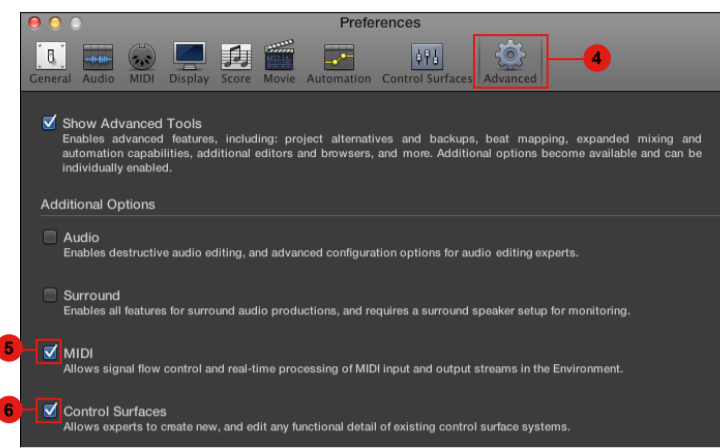 Preferences
General Audio MIDI Display Score Movie Automation Control Surfaces Advanced
4
Show Advanced Tools
Enables advanced features, including: project alternatives and backups, beat mapping, expanded mixing and
automation capabilities, additional editors and browsers, and more. Additional options become available and can be
individually enabled.
Additional Options
Audio
Enables destructive audio editing, and advanced configuration options for audio editing experts.
Surround
Enables all features for surround audio productions, and requires a surround speaker setup for monitoring.
5
MIDI
Allows signal flow control and real-time processing of MIDI input and output streams in the Environment.
6
Control Surfaces
Allows experts to create new, and edit any functional detail of existing control surface systems.